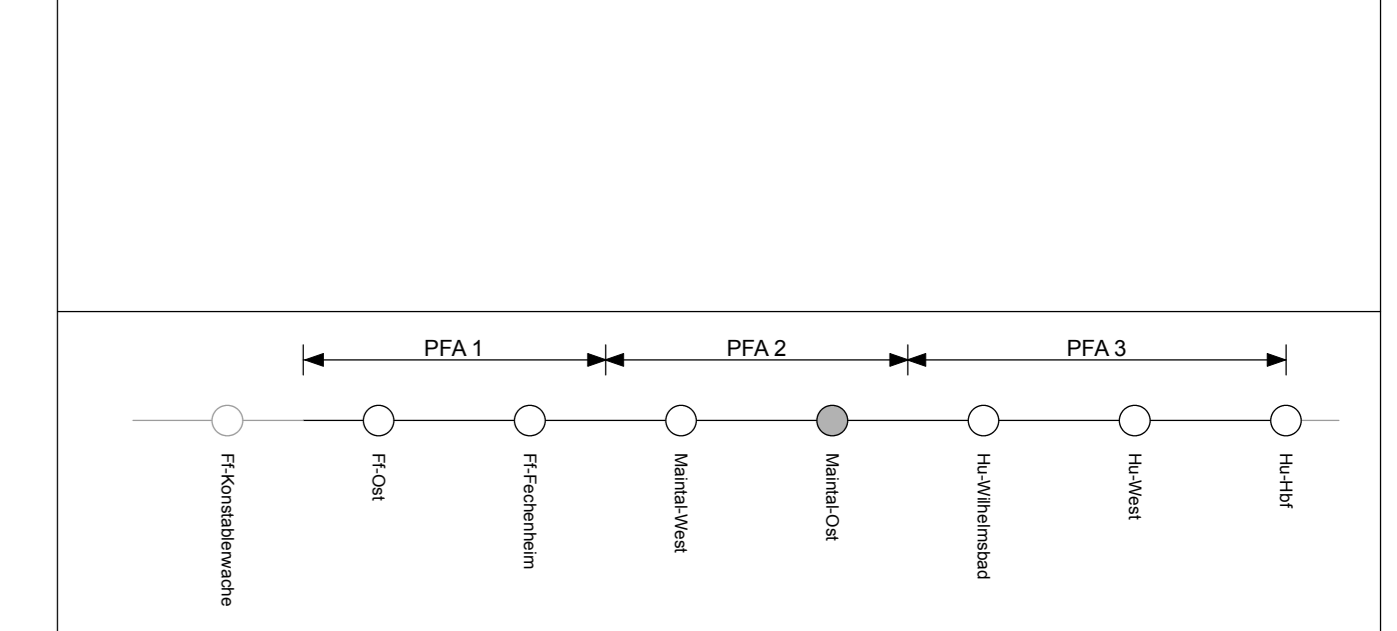 PFA 1
PFA 2
PFA 3
Ff-Konstablerwache
Ff-Ost
Ff-Fechenheim
Maintal-West
Maintal-Ost
Hu-Wilhelmsbad
Hu-West
Hu-Hbf